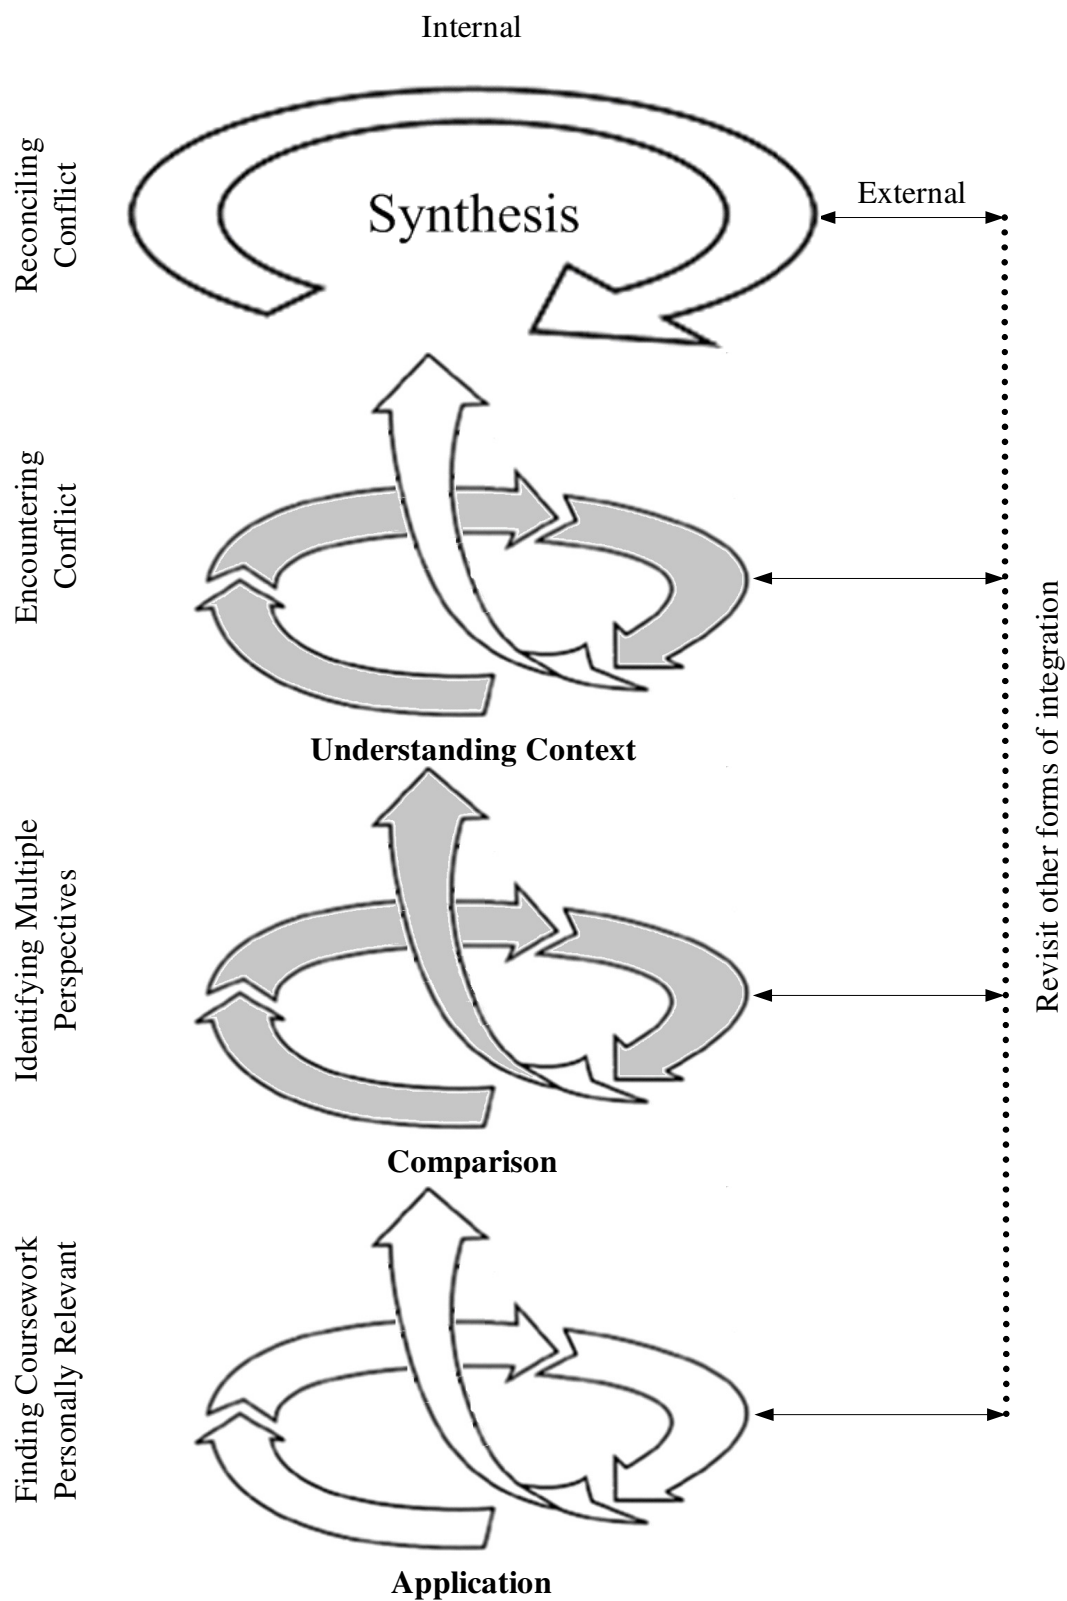 Internal
Reconciling
Conflict
Synthesis
External
Encountering
Conflict
Understanding Context
Identifying Multiple
Perspectives
Comparison
Finding Coursework
Personally Relevant
Application
Revisit other forms of integration